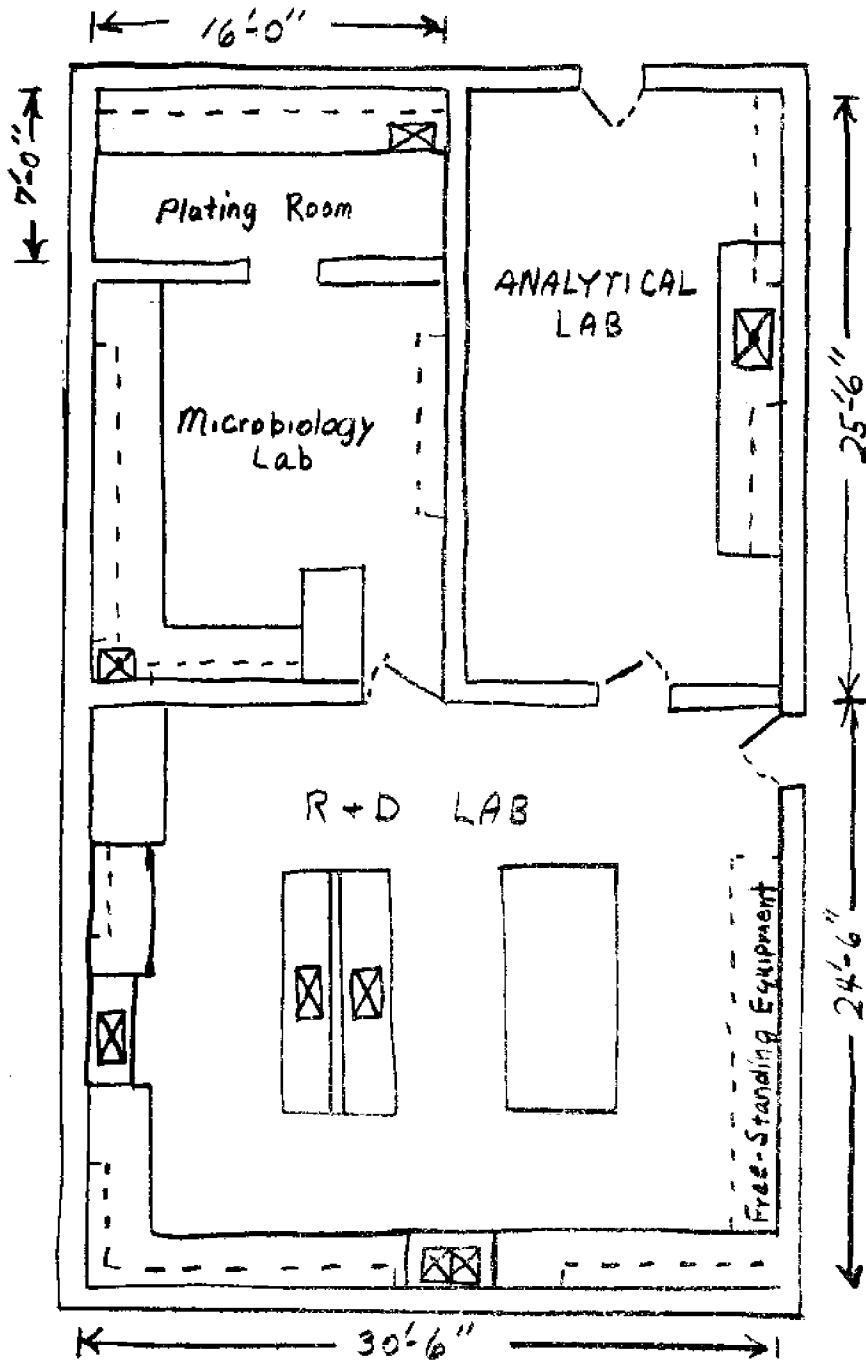 16'-0"
7'-0"
Plating Room
ANALYTICAL
LAB
Microbiology
Lab
25'-6"
R + D LAB
Free-Standing Equipment
24'-6"
30'-6"